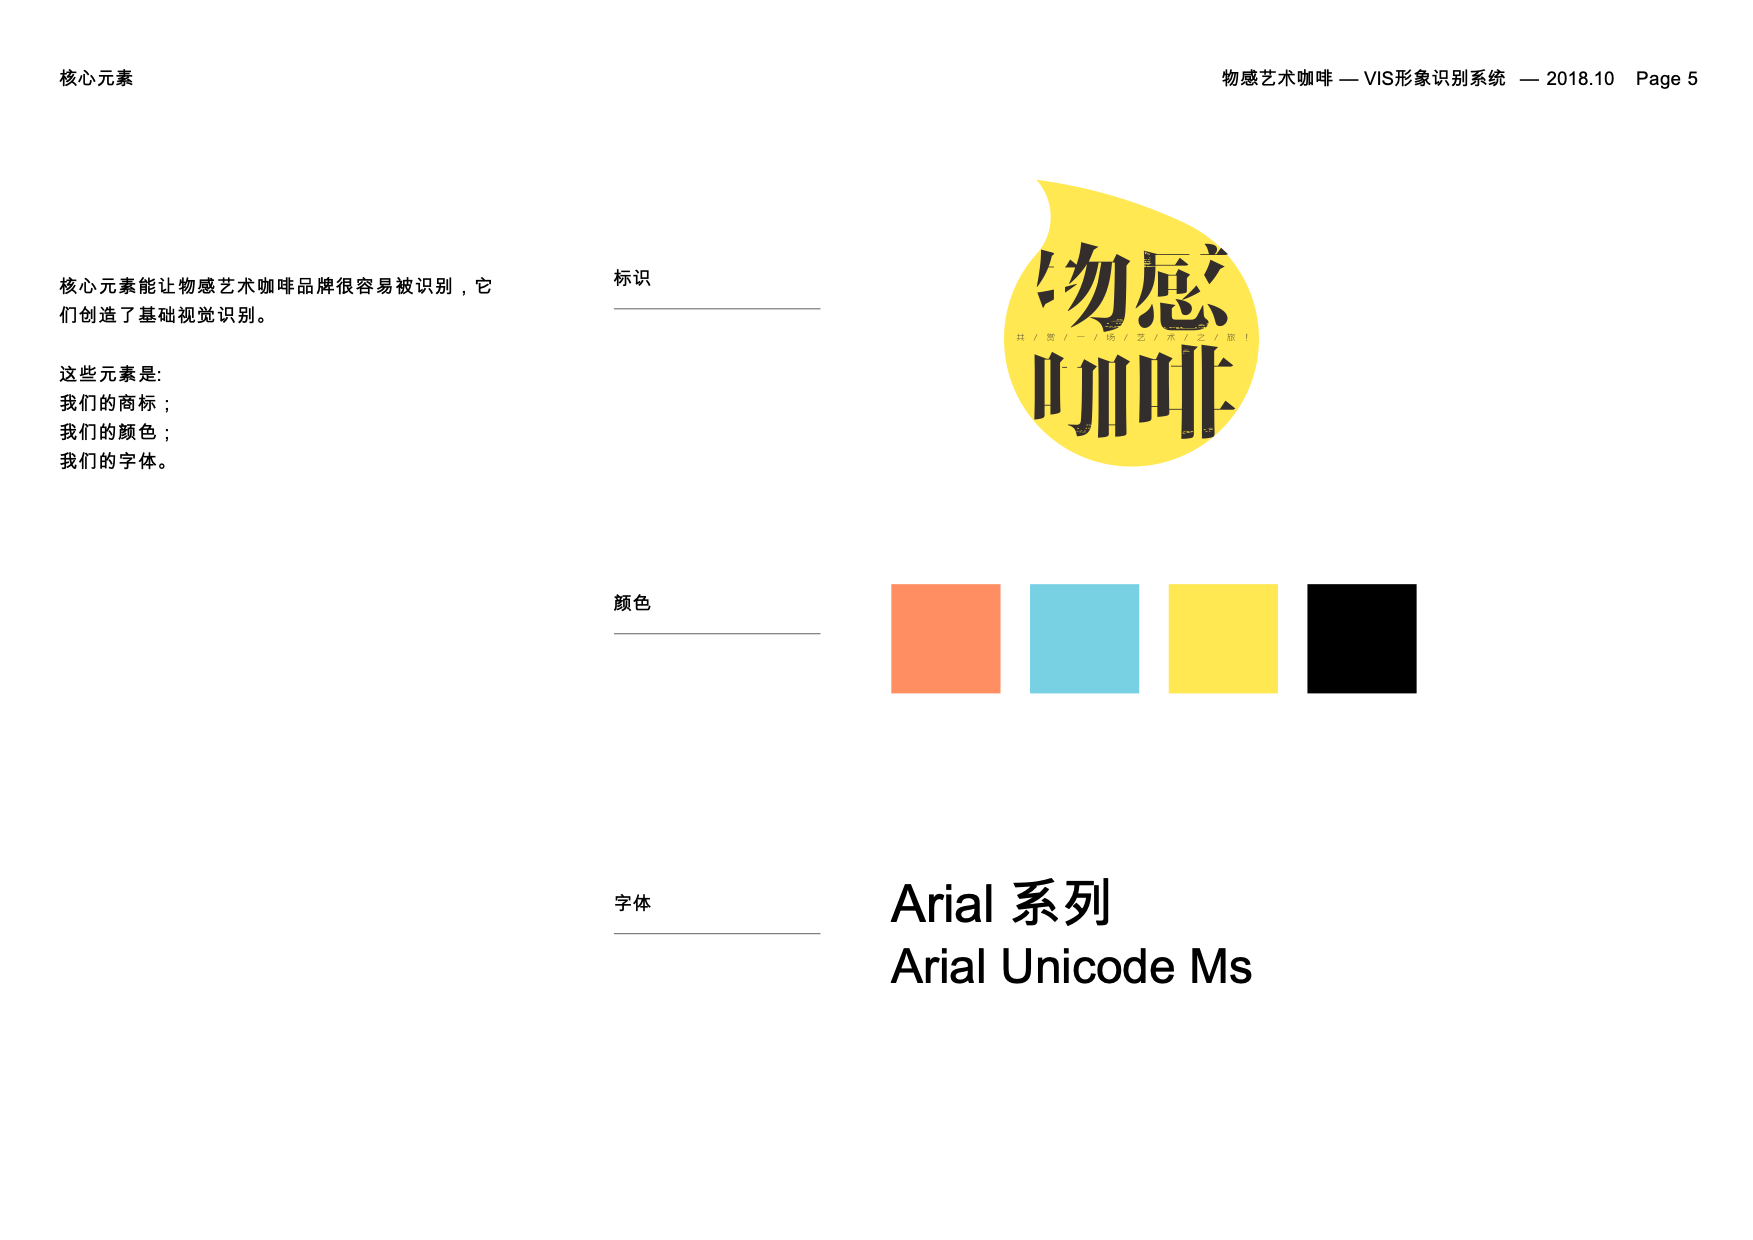 核心元素
物感艺术咖啡 — VIS形象识别系统 — 2018.10 Page 5
核心元素能让物感艺术咖啡品牌很容易被识别，它
们创造了基础视觉识别。
这些元素是:
我们的商标；
我们的颜色；
我们的字体。
标识
物感
共/赏/一/场/艺/术/之/旅！
咖啡
颜色
字体
Arial 系列
Arial Unicode Ms